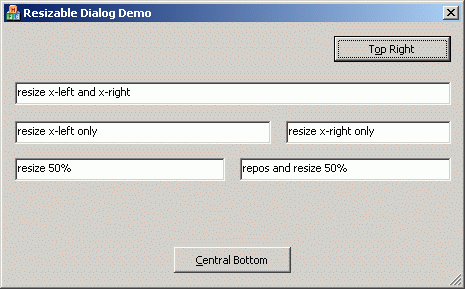 Resizable Dialog Demo
Top Right
resize x-left and x-right
resize x-left only
resize x-right only
resize 50%
repos and resize 50%
Central Bottom